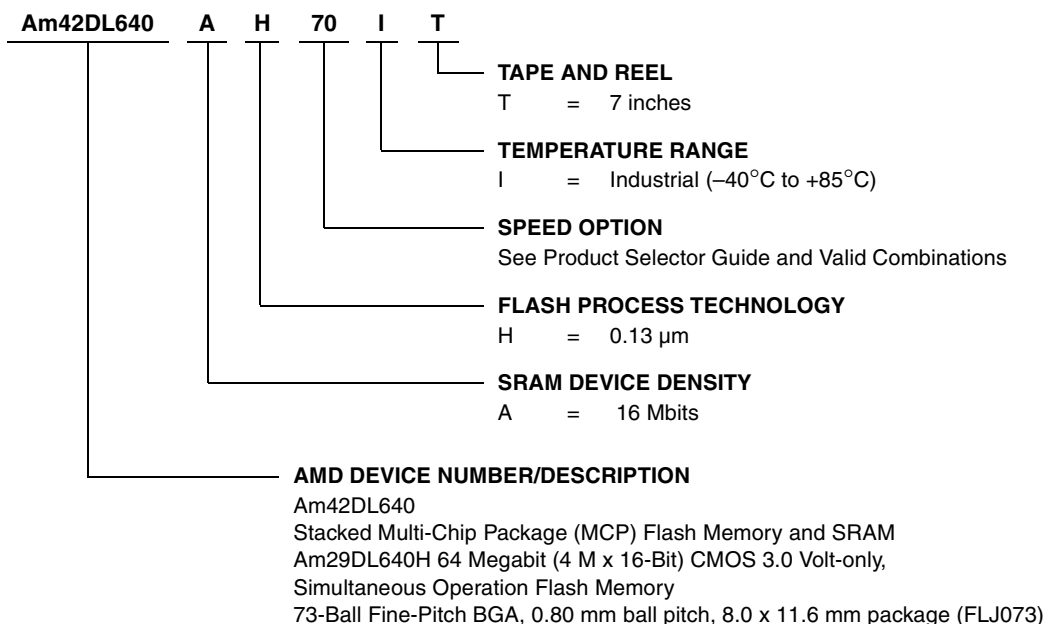 Am42DL640 A H 70 I T
TAPE AND REEL
T = 7 inches
TEMPERATURE RANGE
I = Industrial (–40°C to +85°C)
SPEED OPTION
See Product Selector Guide and Valid Combinations
FLASH PROCESS TECHNOLOGY
H = 0.13 µm
SRAM DEVICE DENSITY
A = 16 Mbits
AMD DEVICE NUMBER/DESCRIPTION
Am42DL640
Stacked Multi-Chip Package (MCP) Flash Memory and SRAM
Am29DL640H 64 Megabit (4 M x 16-Bit) CMOS 3.0 Volt-only,
Simultaneous Operation Flash Memory
73-Ball Fine-Pitch BGA, 0.80 mm ball pitch, 8.0 x 11.6 mm package (FLJ073)